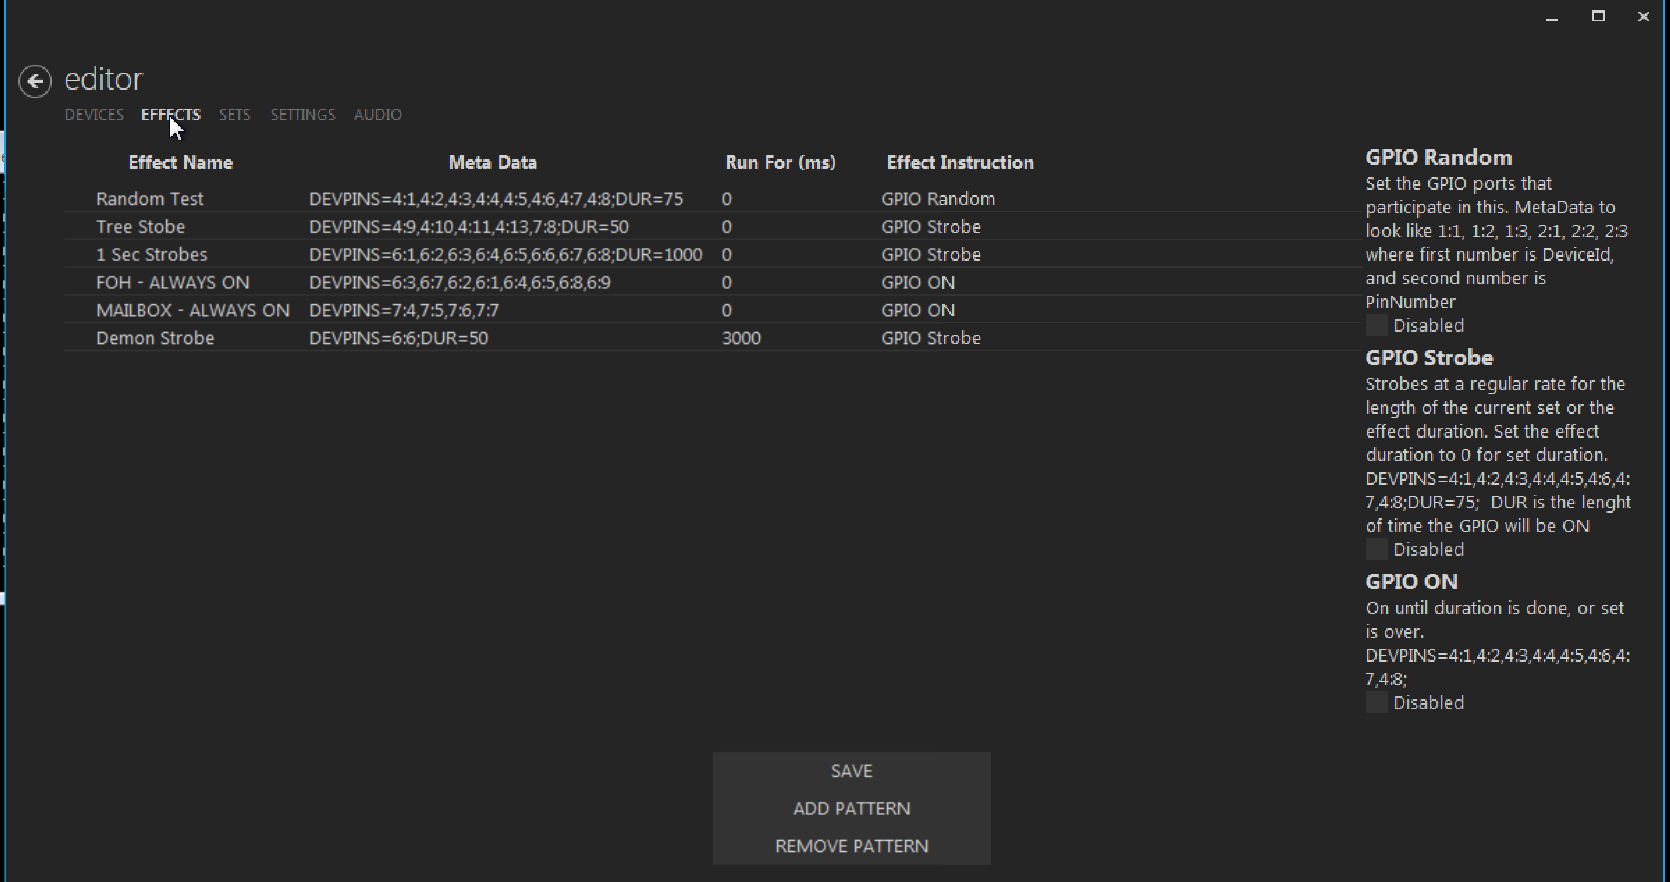 editor
DEVICES EFFECTS SETS SETTINGS AUDIO
Effect Name Meta Data Run For (ms) Effect Instruction
Random Test DEVPINS=4:1,4:2,4:3,4:4,4:5,4:6,4:7,4:8;DUR=75 0 GPIO Random
Tree Stobe DEVPINS=4:9,4:10,4:11,4:13,7:8;DUR=50 0 GPIO Strobe
1 Sec Strobes DEVPINS=6:1,6:2,6:3,6:4,6:5,6:6,6:7,6:8;DUR=1000 0 GPIO Strobe
FOH - ALWAYS ON DEVPINS=6:3,6:7,6:2,6:1,6:4,6:5,6:8,6:9 0 GPIO ON
MAILBOX - ALWAYS ON DEVPINS=7:4,7:5,7:6,7:7 0 GPIO ON
Demon Strobe DEVPINS=6:6;DUR=50 3000 GPIO Strobe
GPIO Random
Set the GPIO ports that
participate in this. MetaData to
look like 1:1, 1:2, 1:3, 2:1, 2:2, 2:3
where first number is DeviceId,
and second number is
PinNumber
Disabled
GPIO Strobe
Strobes at a regular rate for the
length of the current set or the
effect duration. Set the effect
duration to 0 for set duration.
DEVPINS=4:1,4:2,4:3,4:4,4:5,4:6,4:
7,4:8;DUR=75; DUR is the lenght
of time the GPIO will be ON
Disabled
GPIO ON
On until duration is done, or set
is over.
DEVPINS=4:1,4:2,4:3,4:4,4:5,4:6,4:
7,4:8;
Disabled
SAVE
ADD PATTERN
REMOVE PATTERN